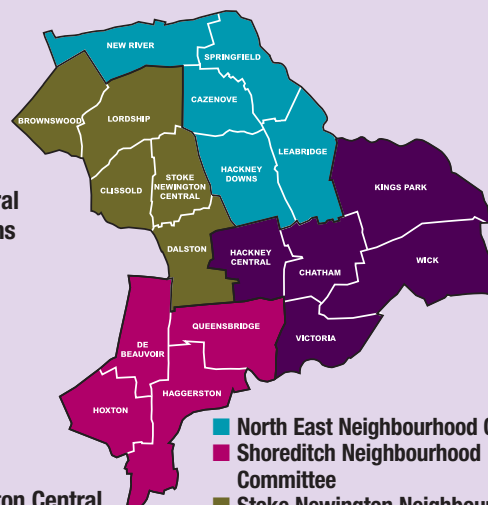 NEW RIVER
SPRINGFIELD
CAZENOVE
BROWNSWOOD
LORDSHIP
LEABRIDGE
HACKNEY
DOWNS
STOKE
NEWINGTON
CENTRAL
CLISSOLD
KINGS PARK
DALSTON
HACKNEY
CENTRAL
CHATHAM
WICK
QUEENSBRIDGE
VICTORIA
DE
BEAUVOIR
HAGGERSTON
HOXTON
North East Neighbourhood
Shoreditch Neighbourhood
Committee
Central